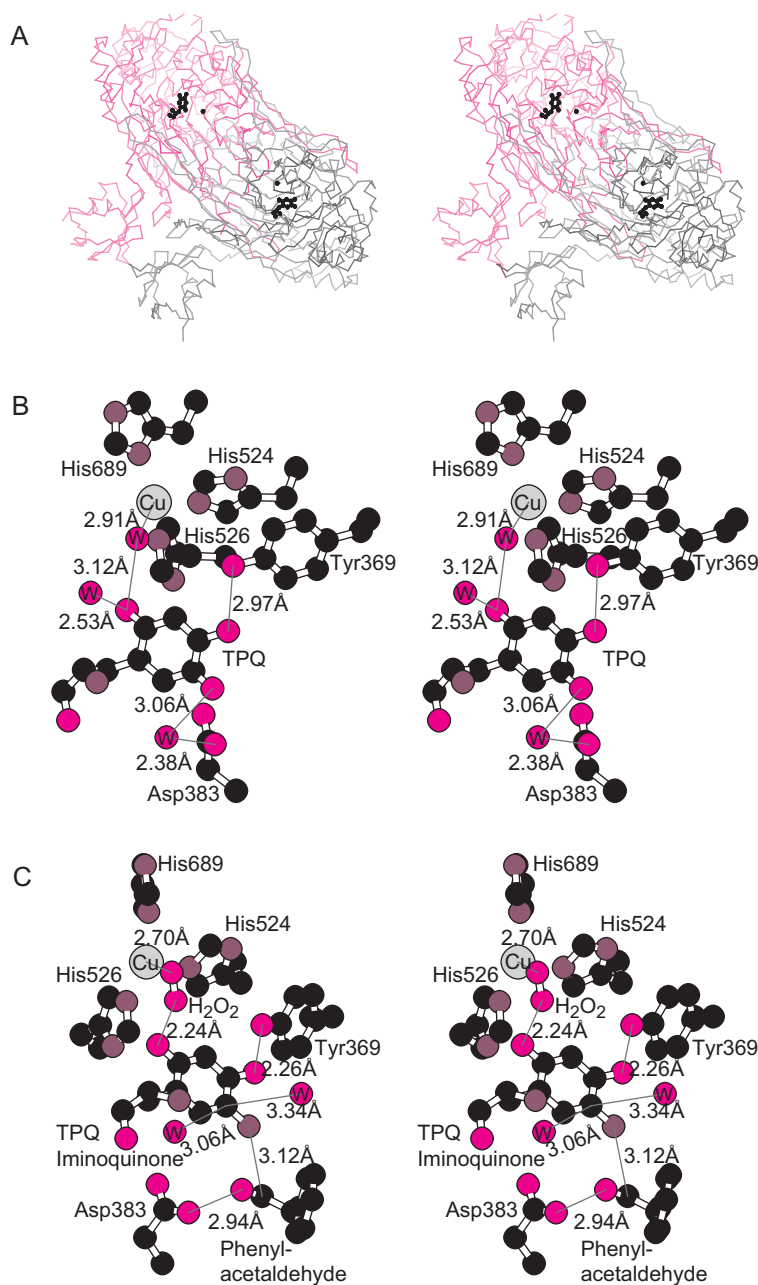 A
B
His689
His524
Cu
2.91Å
W
His526
3.12Å
Tyr369
W
2.53Å
2.97Å
TPQ
3.06Å
W
2.38Å
Asp383
His689
His524
Cu
2.91Å
W
His526
3.12Å
Tyr369
W
2.53Å
2.97Å
TPQ
3.06Å
W
2.38Å
Asp383
C
His689
2.70Å
His524
Cu
His526
H2O2
2.24Å
Tyr369
2.26Å
W
3.34Å
W
TPQ
3.06Å
Iminoquinone
3.12Å
Asp383
2.94Å
Phenyl-
acetaldehyde
His689
2.70Å
His524
Cu
His526
H2O2
2.24Å
Tyr369
2.26Å
W
3.34Å
W
TPQ
3.06Å
Iminoquinone
3.12Å
Asp383
2.94Å
Phenyl-
acetaldehyde